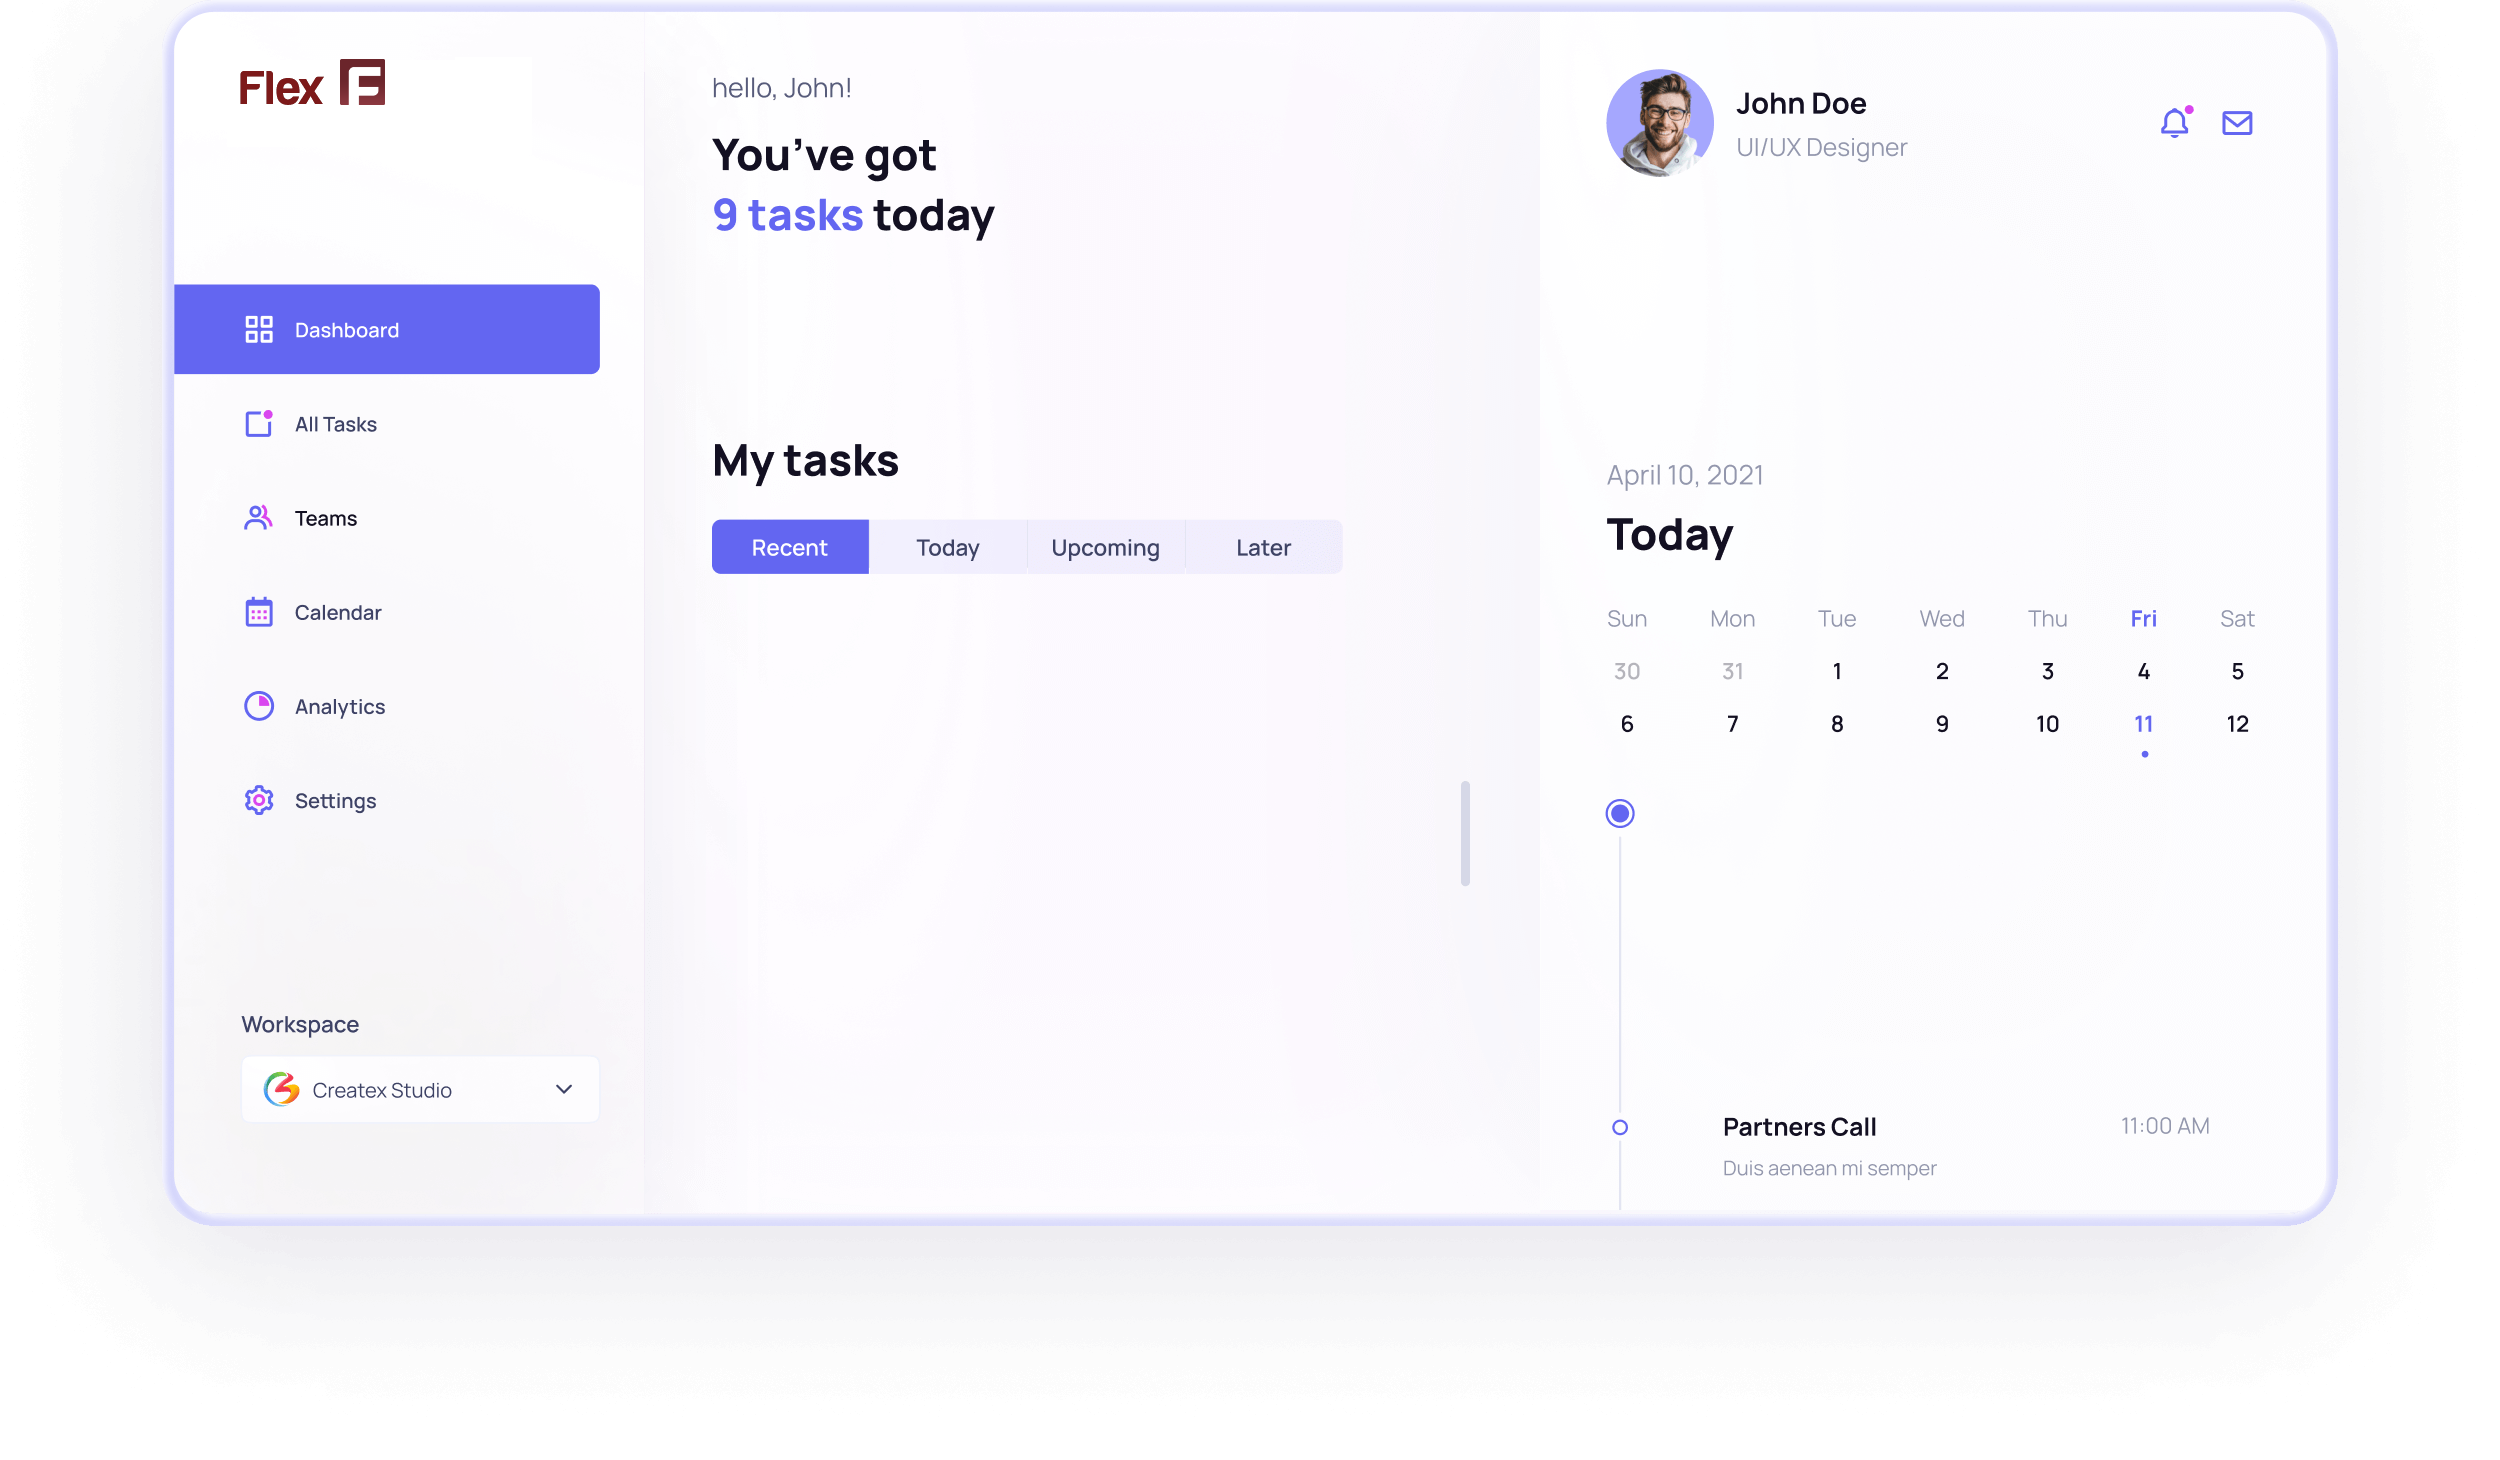 Flex
Dashboard
All Tasks
Teams
Calendar
Analytics
Settings
Workspace
Createx Studio
hello, John!
You've got
9 tasks today
My tasks
Recent Today Upcoming Later
John Doe
UI/UX Designer
April 10, 2021
Today
Sun Mon Tue Wed Thu Fri Sat
30 31 1 2 3 4 5
6 7 8 9 10 11 12
Partners Call 11:00 AM
Duis aenean mi semper